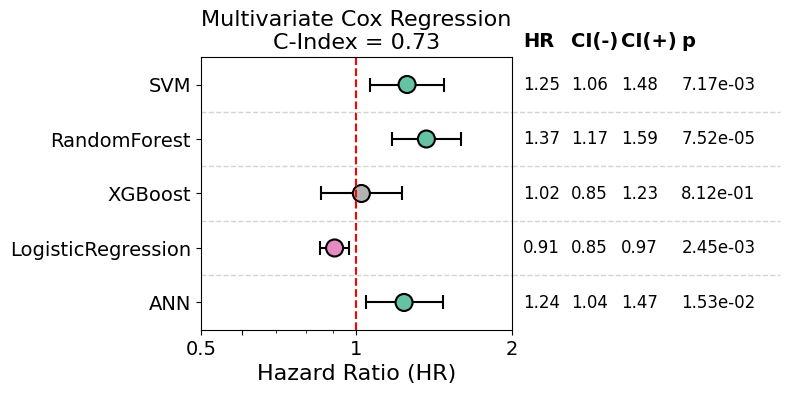 Multivariate Cox Regression
C-Index = 0.73
HR CI(-) CI(+) p
SVM 1.25 1.06 1.48 7.17e-03
RandomForest 1.37 1.17 1.59 7.52e-05
XGBoost 1.02 0.85 1.23 8.12e-01
LogisticRegression 0.91 0.85 0.97 2.45e-03
ANN 1.24 1.04 1.47 1.53e-02
0.5 1 2
Hazard Ratio (HR)